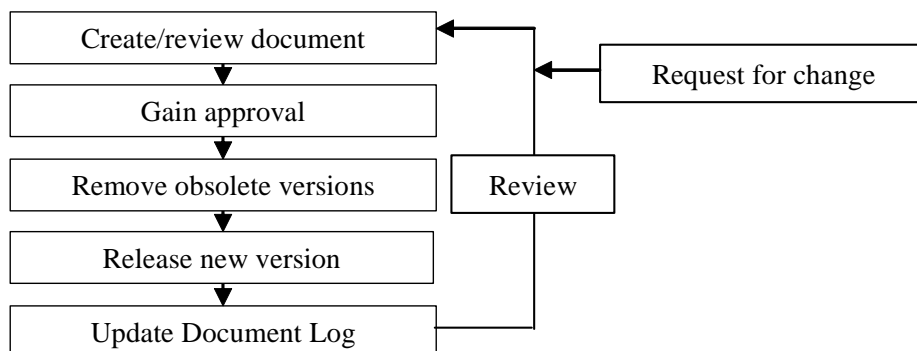 Create/review document
Request for change
Gain approval
Remove obsolete versions
Review
Release new version
Update Document Log